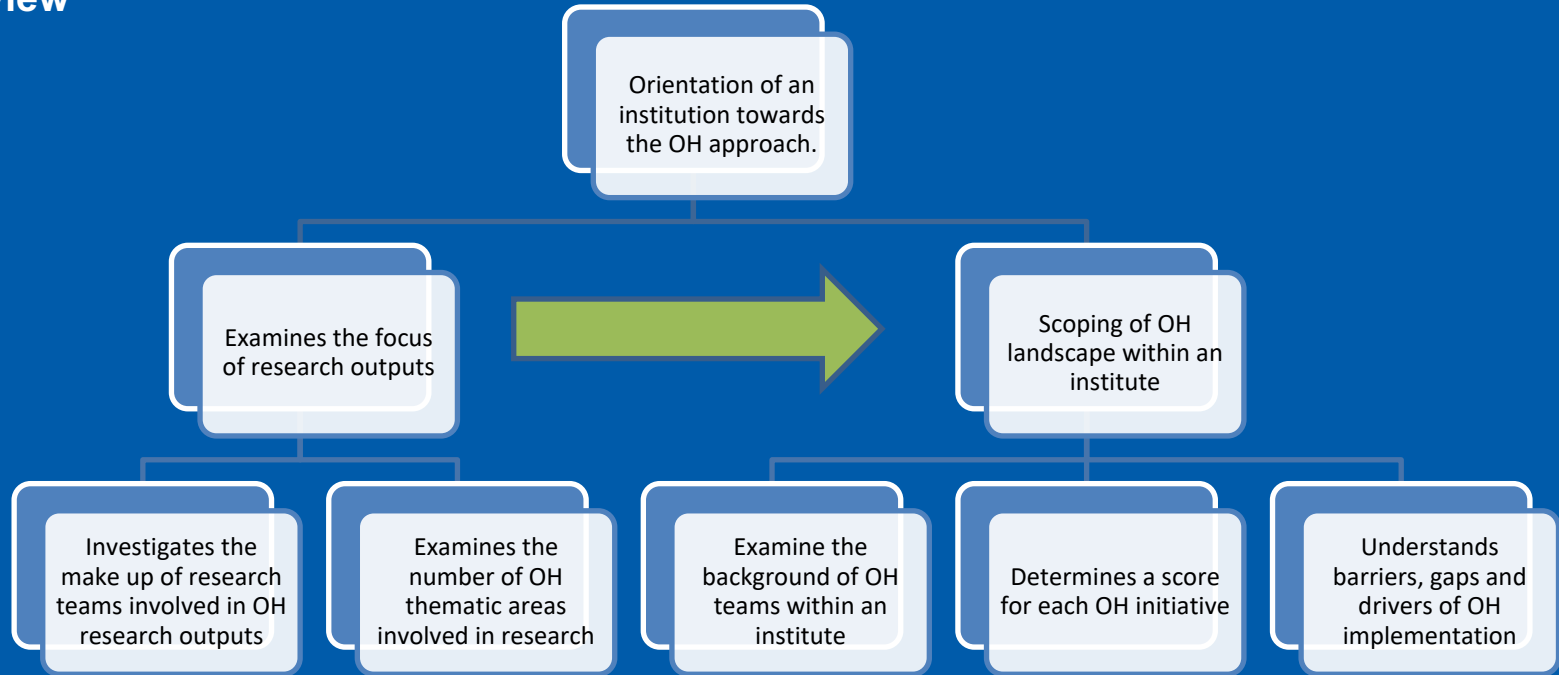 Orientation of an
institution towards
the OH approach.
Examines the focus
of research outputs
Scoping of OH
landscape within an
institute
Investigates the
make up of research
teams involved in OH
research outputs
Examines the
number of OH
thematic areas
involved in research
Examine the
background of OH
teams within an
institute
Determines a score
for each OH initiative
Understands
barriers, gaps and
drivers of OH
implementation